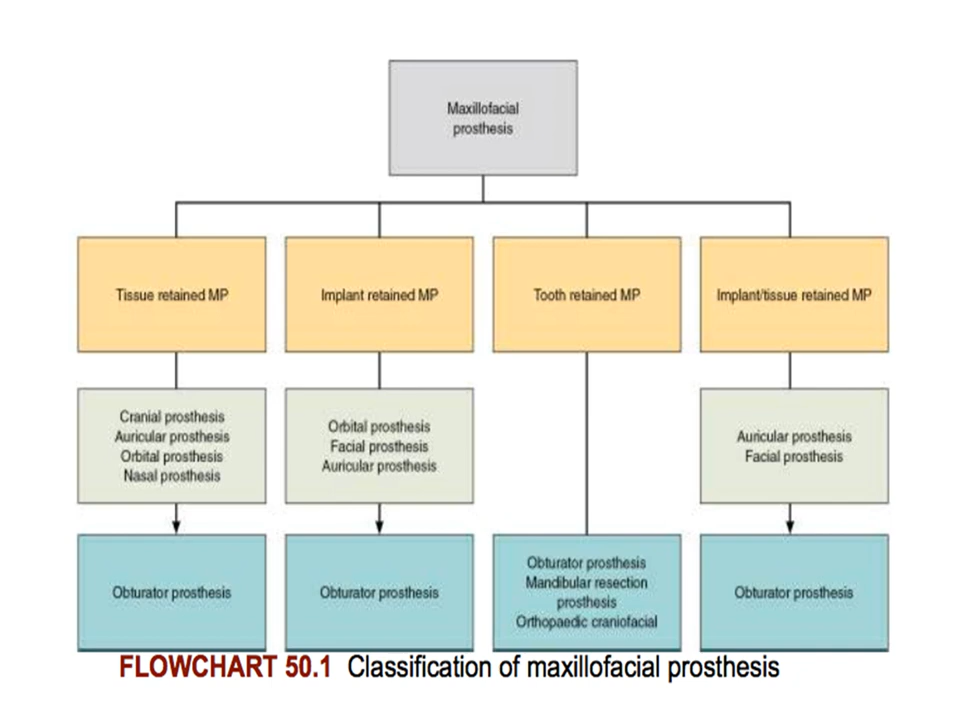 Maxillofacial
prosthesis
Tissue retained MP
Implant retained MP
Tooth retained MP
Implant/tissue retained MP
Cranial prosthesis
Auricular prosthesis
Orbital prosthesis
Nasal prosthesis
Orbital prosthesis
Facial prosthesis
Auricular prosthesis
Auricular prosthesis
Facial prosthesis
Obturator prosthesis
Obturator prosthesis
Obturator prosthesis
Mandibular resection
prosthesis
Orthopaedic craniofacial
Obturator prosthesis
FLOWCHART 50.1 Classification of maxillofacial prosthesis